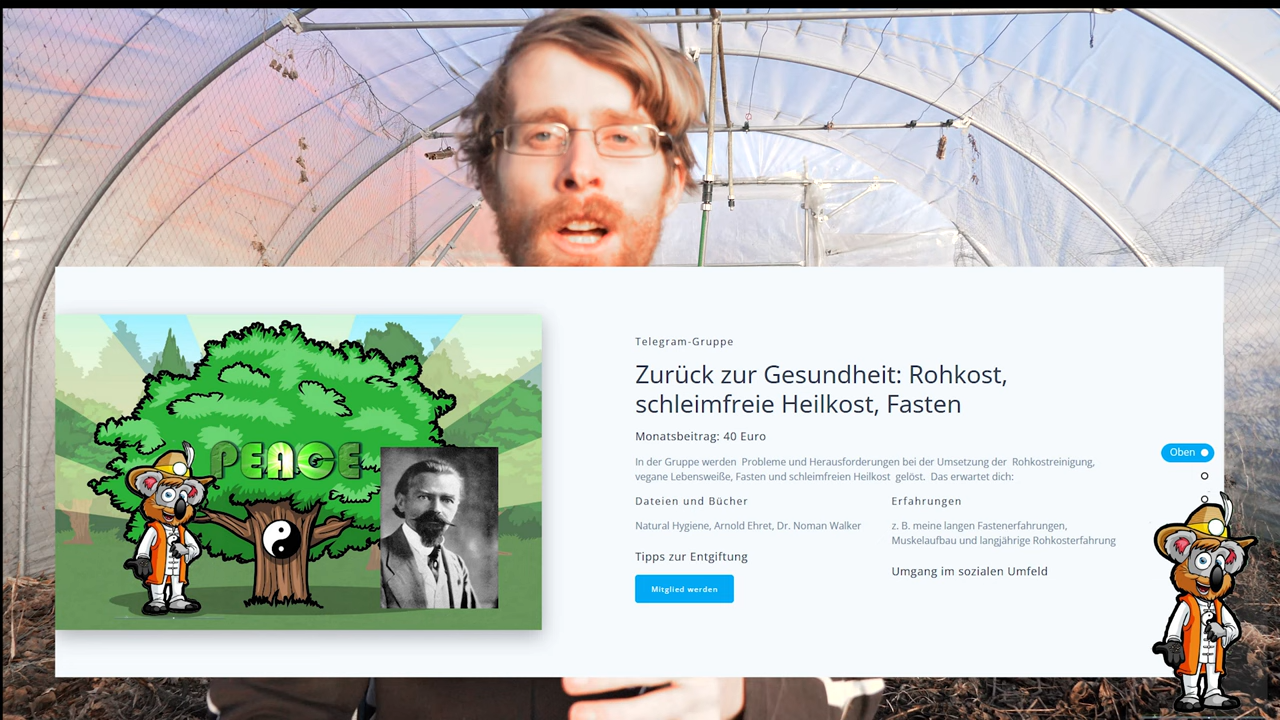 Telegram-Gruppe
Zurück zur Gesundheit: Rohkost,
schleimfreie Heilkost, Fasten
Monatsbeitrag: 40 Euro
In der Gruppe werden Probleme und Herausforderungen bei der Umsetzung der Rohkostreinigung,
vegane Lebensweiße, Fasten und schleimfreien Heilkost gelöst. Das erwartet dich:
Dateien und Bücher
Natural Hygiene, Arnold Ehret, Dr. Noman Walker
Tipps zur Entgiftung
Mitglied werden
Erfahrungen
z. B. meine langen Fastenerfahrungen,
Muskelaufbau und langjährige Rohkosterfahrung
Umgang im sozialen Umfeld
Oben
PEACE